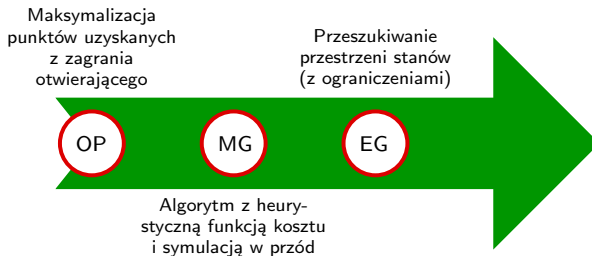 Maksymalizacja
punktów uzyskanych
z zagrania
otwierającego
Przeszukiwanie
przestrzeni stanów
(z ograniczeniami)
OP
MG
EG
Algorytm z heury-
styczną funkcją kosztu
i symulacją w przód